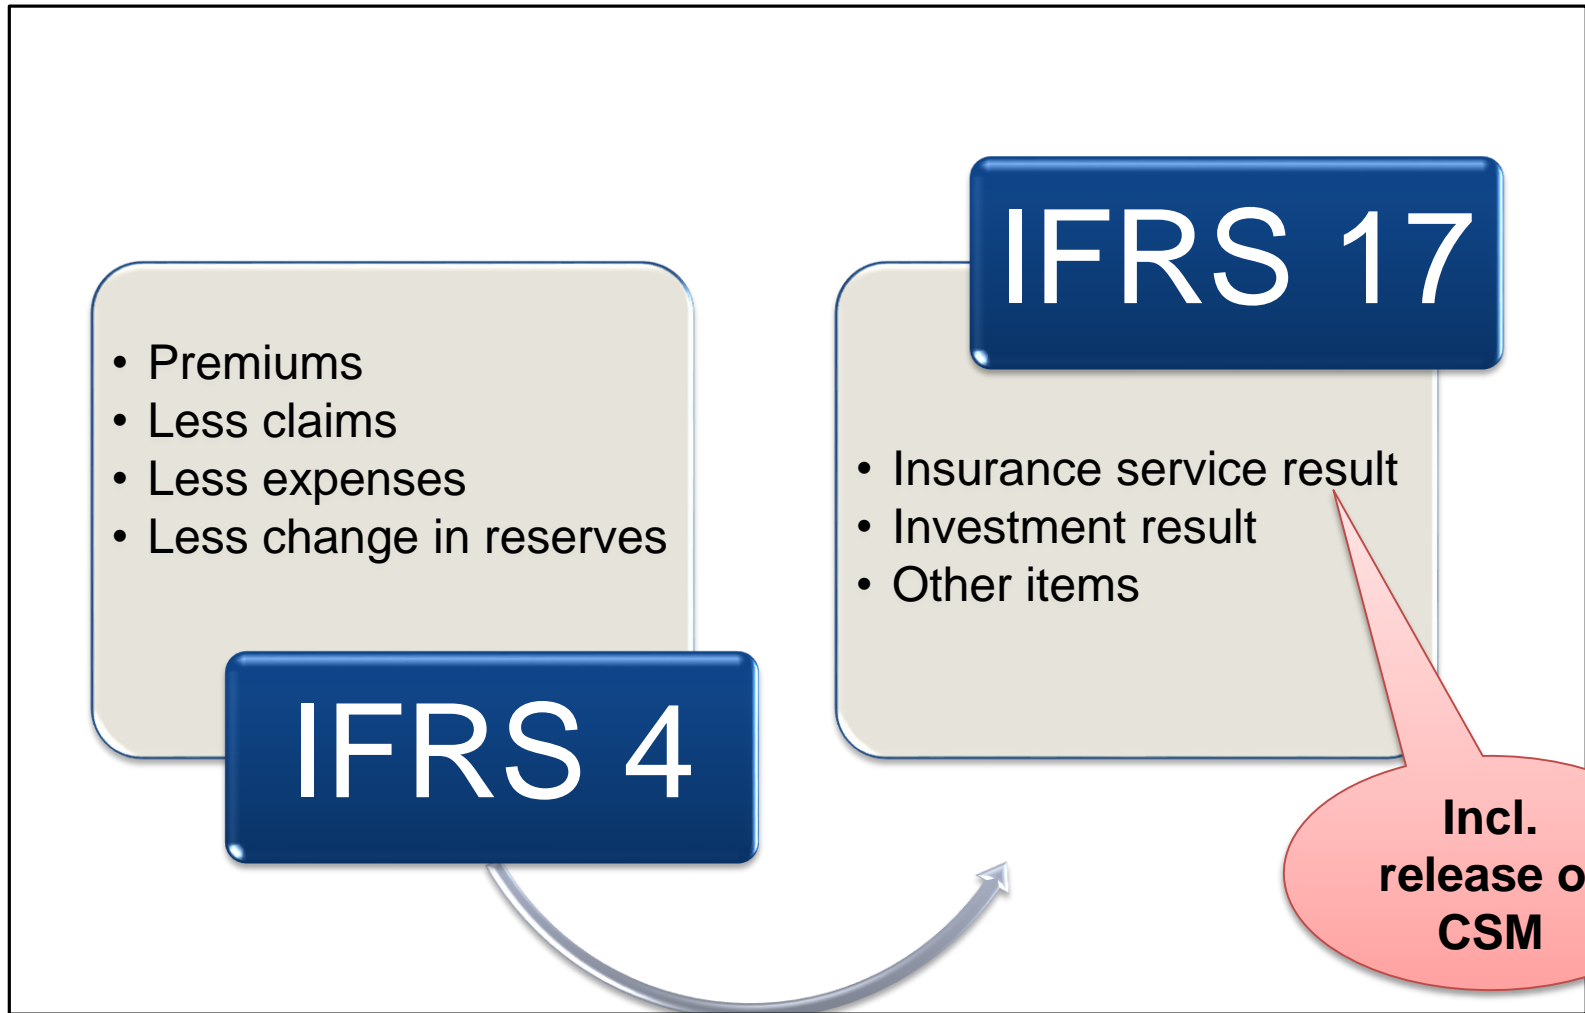 • Premiums
• Less claims
• Less expenses
• Less change in reserves
IFRS 4
IFRS 17
• Insurance service result
• Investment result
• Other items
Incl.
release o
CSM